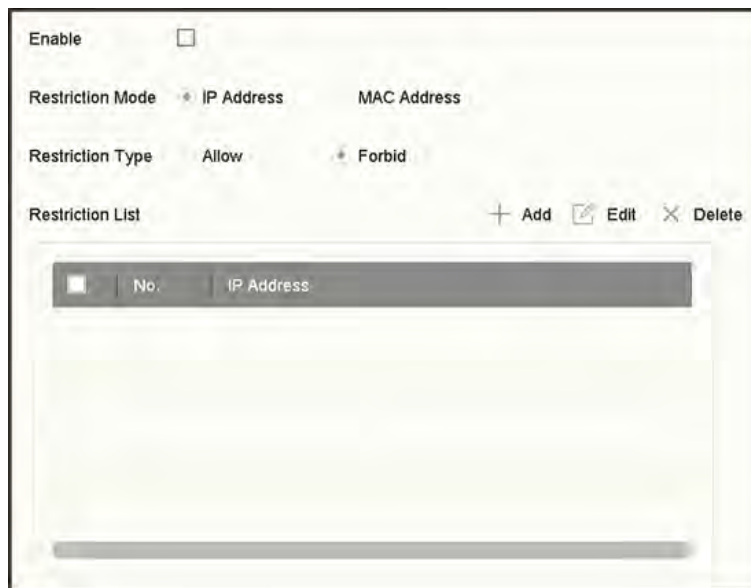 Enable
Restriction Mode IP Address MAC Address
Restriction Type Allow Forbid
Restriction List Add Edit Delete
No. IP Address